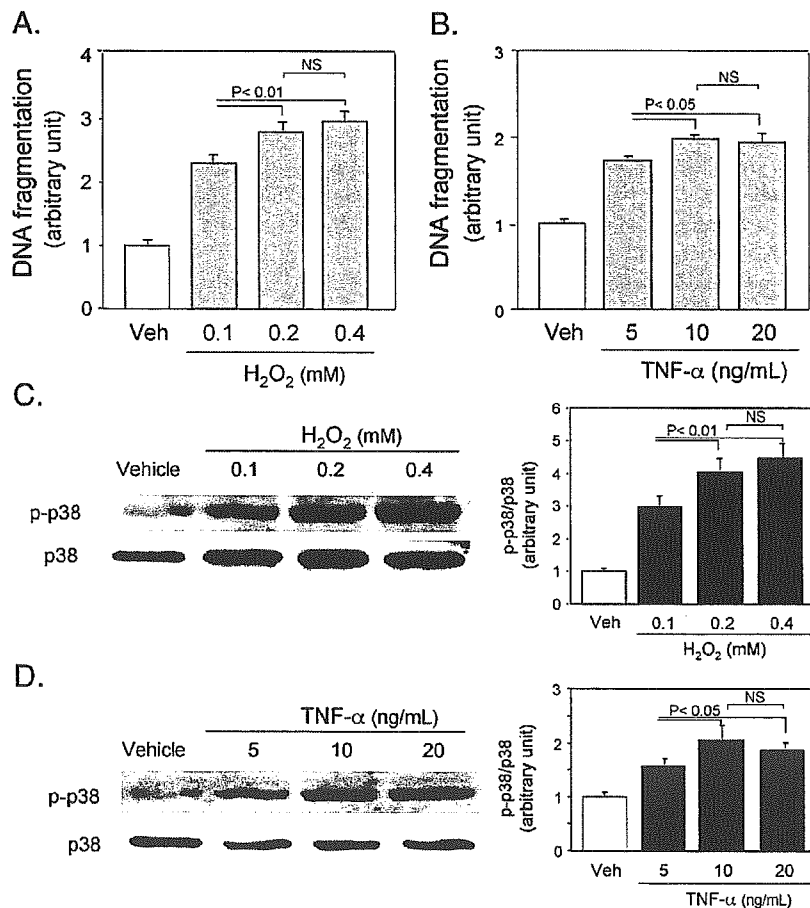 A.
DNA fragmentation
(arbitrary unit)
4
3
2
1
0
P< 0.01
NS
Veh
0.1
0.2
0.4
H₂O₂ (mM)
B.
DNA fragmentation
(arbitrary unit)
3
2
1
0
P< 0.05
NS
Veh
5
10
20
TNF-α (ng/mL)
C.
H₂O₂ (mM)
Vehicle
0.1
0.2
0.4
p-p38
p38
p-p38/p38
(arbitrary unit)
6
5
4
3
2
1
0
P< 0.01
NS
Veh
0.1
0.2
0.4
H₂O₂ (mM)
D.
TNF-α (ng/mL)
Vehicle
5
10
20
p-p38
p38
p-p38/p38
(arbitrary unit)
3
2
1
0
P< 0.05
NS
Veh
5
10
20
TNF-α (ng/mL)